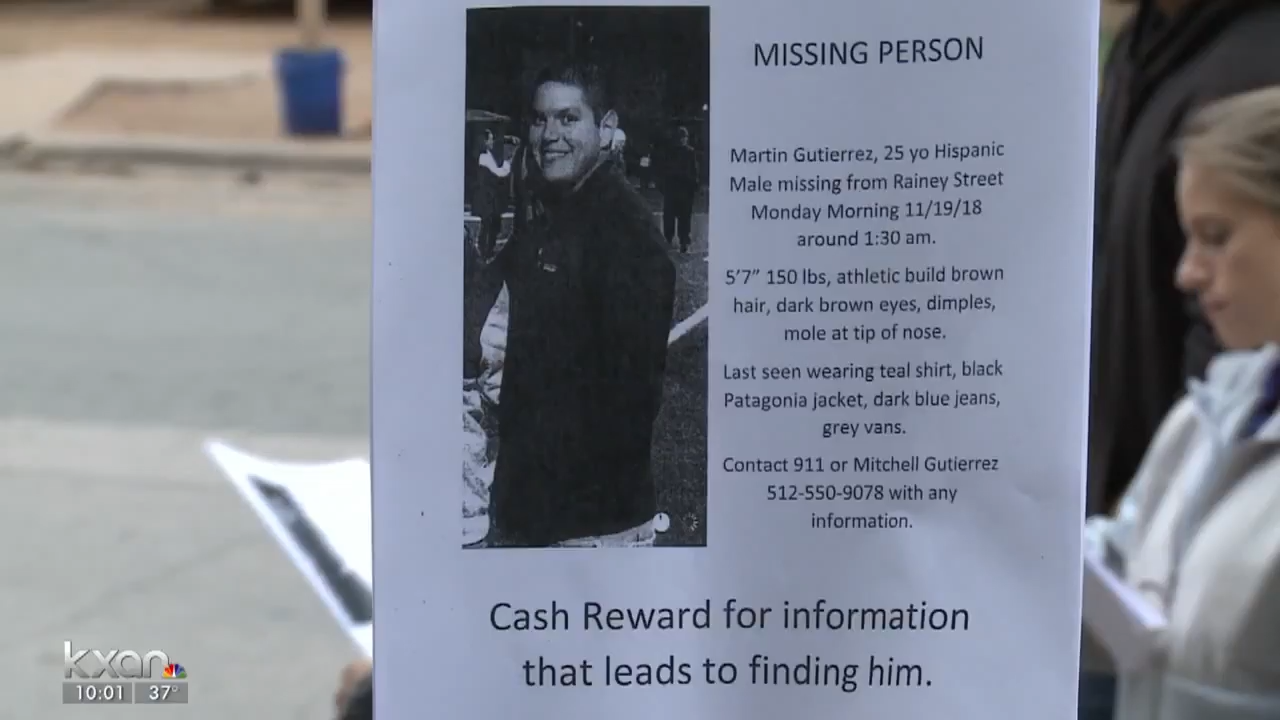 MISSING PERSON
Martin Gutierrez, 25 yo Hispanic
Male missing from Rainey Street
Monday Morning 11/19/18
around 1:30 am.
5’7” 150 lbs, athletic build brown
hair, dark brown eyes, dimples,
mole at tip of nose.
Last seen wearing teal shirt, black
Patagonia jacket, dark blue jeans,
grey vans.
Contact 911 or Mitchell Gutierrez
512-550-9078 with any
information.
Cash Reward for information
that leads to finding him.
kxan
10:01 37°